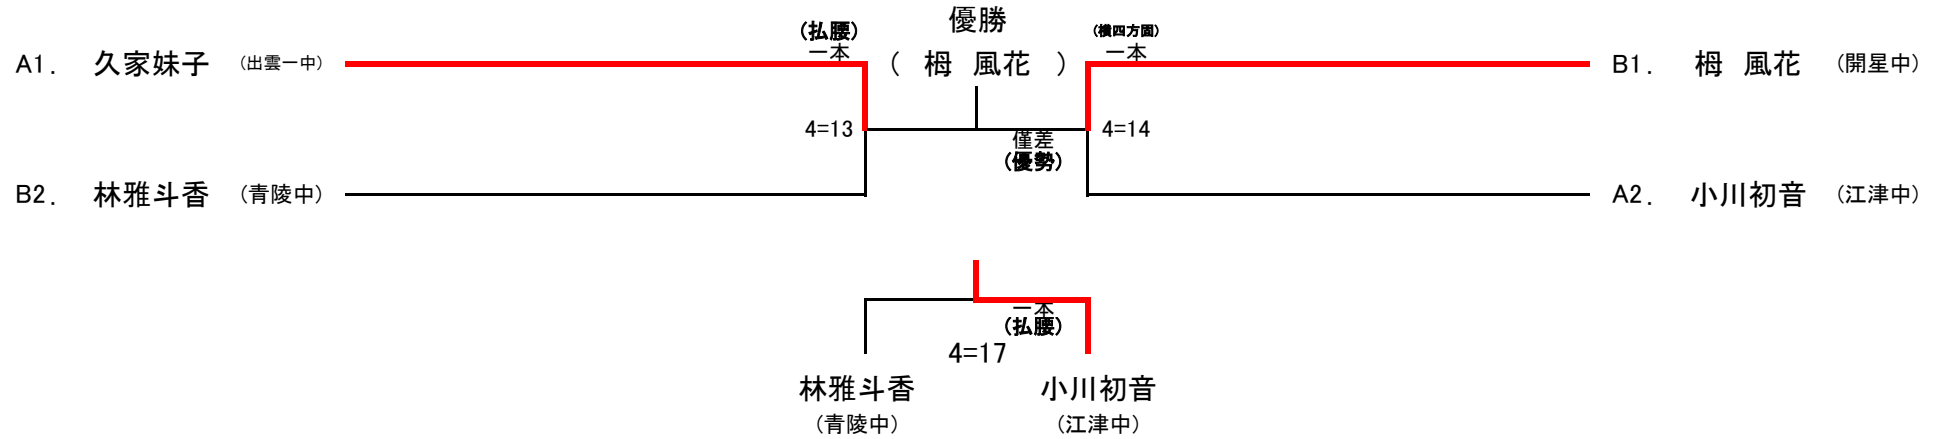 優勝
(払腰)
一本
( 栂 風花 )
(横四方固)
一本
A1. 久家妹子 (出雲一中)
B1. 栂 風花 (開星中)
4=13
4=14
僅差
(優勢)
B2. 林雅斗香 (青陵中)
A2. 小川初音 (江津中)
一本
(払腰)
4=17
林雅斗香
(青陵中)
小川初音
(江津中)